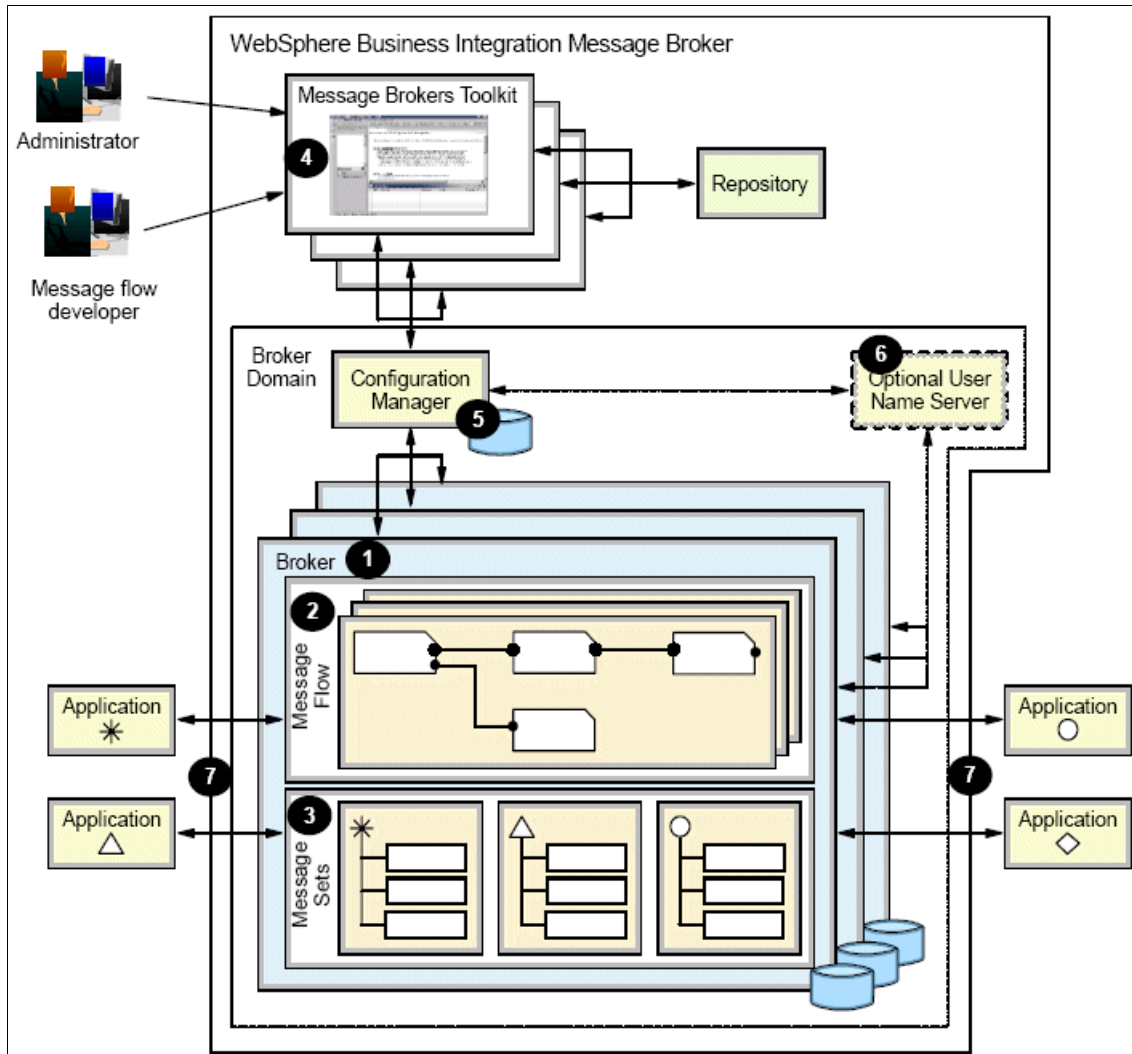 WebSphere Business Integration Message Broker
Message Brokers Toolkit
Administrator
4
Repository
Message flow
developer
Broker
Domain
Configuration
Manager
5
6
Optional User
Name Server
Broker
1
2
Message
Flow
Application
Application
7
7
3
Application
Application
Message
Sets